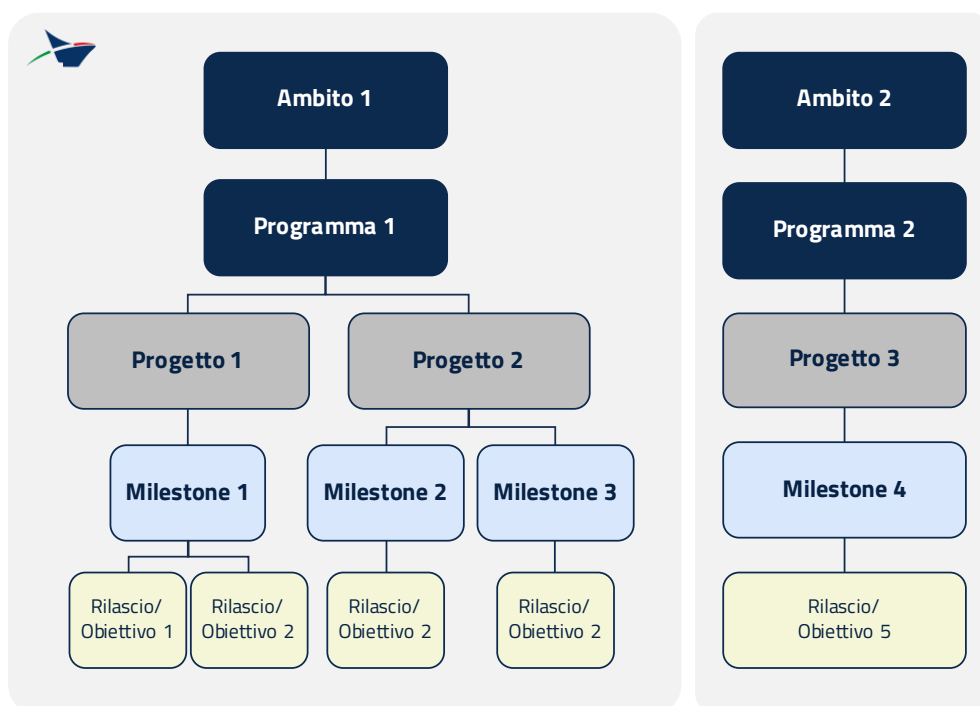 Ambito 1
Programma 1
Progetto 1
Progetto 2
Milestone 1
Milestone 2
Milestone 3
Rilascio/
Obiettivo 1
Rilascio/
Obiettivo 2
Rilascio/
Obiettivo 2
Rilascio/
Obiettivo 2
Ambito 2
Programma 2
Progetto 3
Milestone 4
Rilascio/
Obiettivo 5